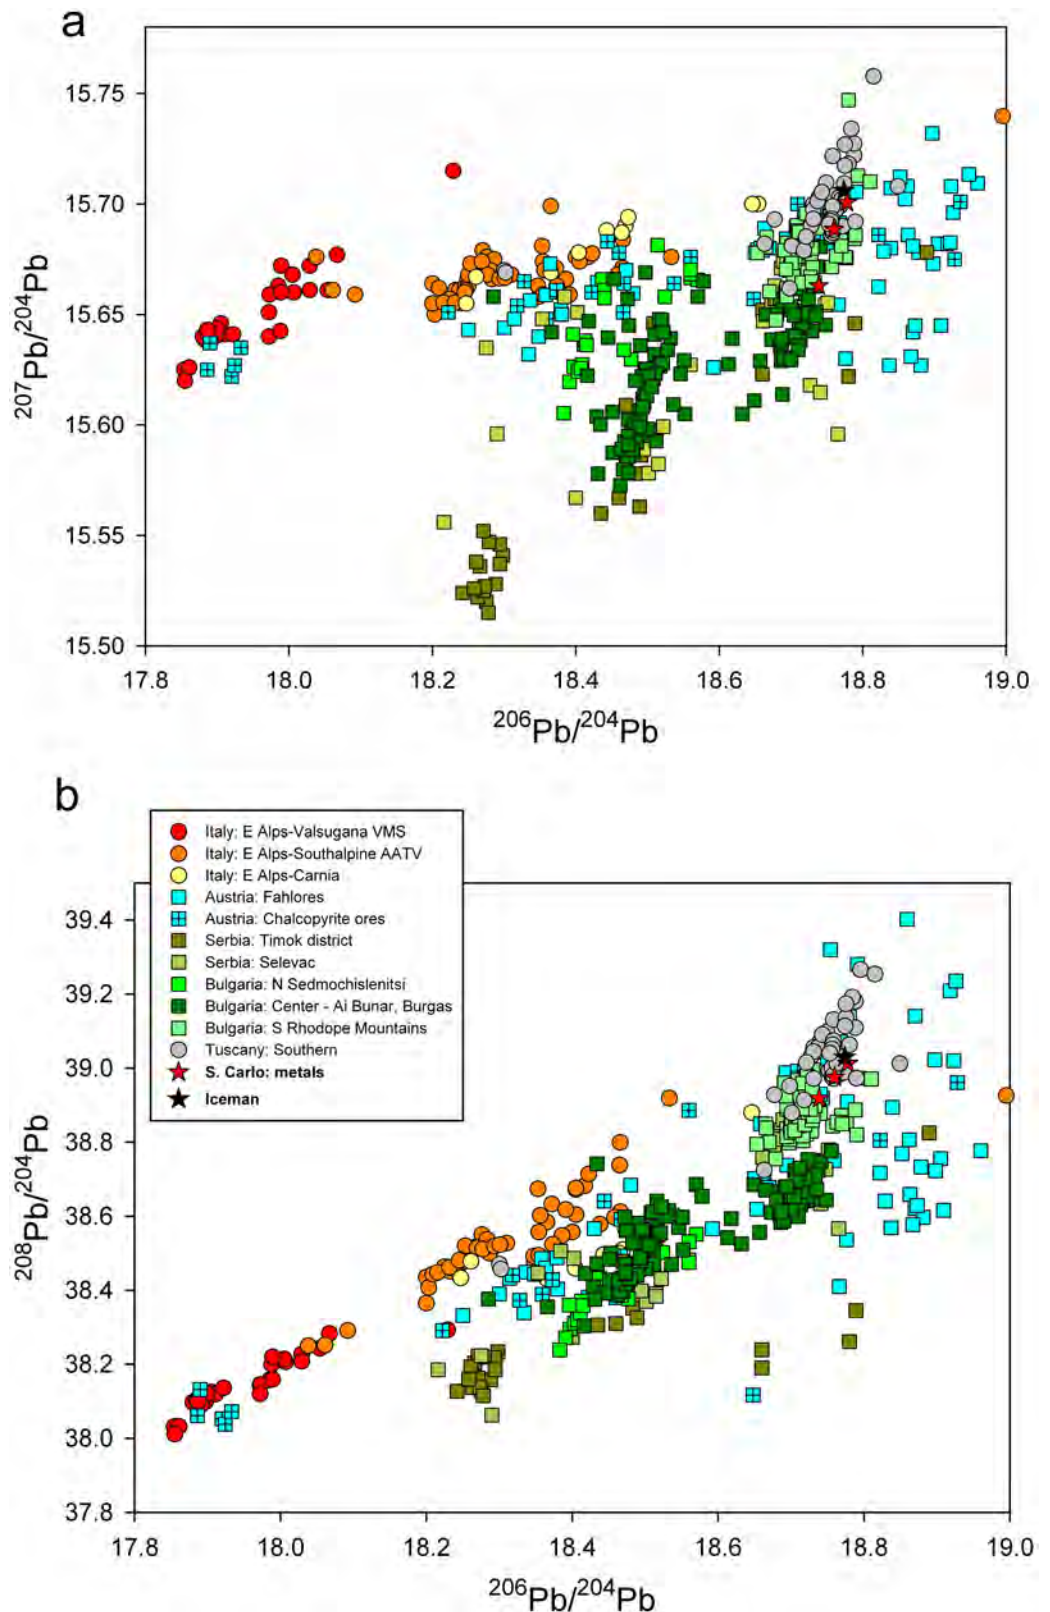 a
15.75
15.70
15.65
15.60
15.55
15.50
207Pb/204Pb
17.8 18.0 18.2 18.4 18.6 18.8 19.0
206Pb/204Pb
b
Italy: E Alps-Valsugana VMS
Italy: E Alps-Southalpine AATV
Italy: E Alps-Carnia
Austria: Fahlores
Austria: Chalcopyrite ores
Serbia: Timok district
Serbia: Selevac
Bulgaria: N Sedmochislenitsi
Bulgaria: Center - Ai Bunar, Burgas
Bulgaria: S Rhodope Mountains
Tuscany: Southern
S. Carlo: metals
Iceman
39.4
39.2
39.0
38.8
38.6
38.4
38.2
38.0
37.8
208Pb/204Pb
17.8 18.0 18.2 18.4 18.6 18.8 19.0
206Pb/204Pb